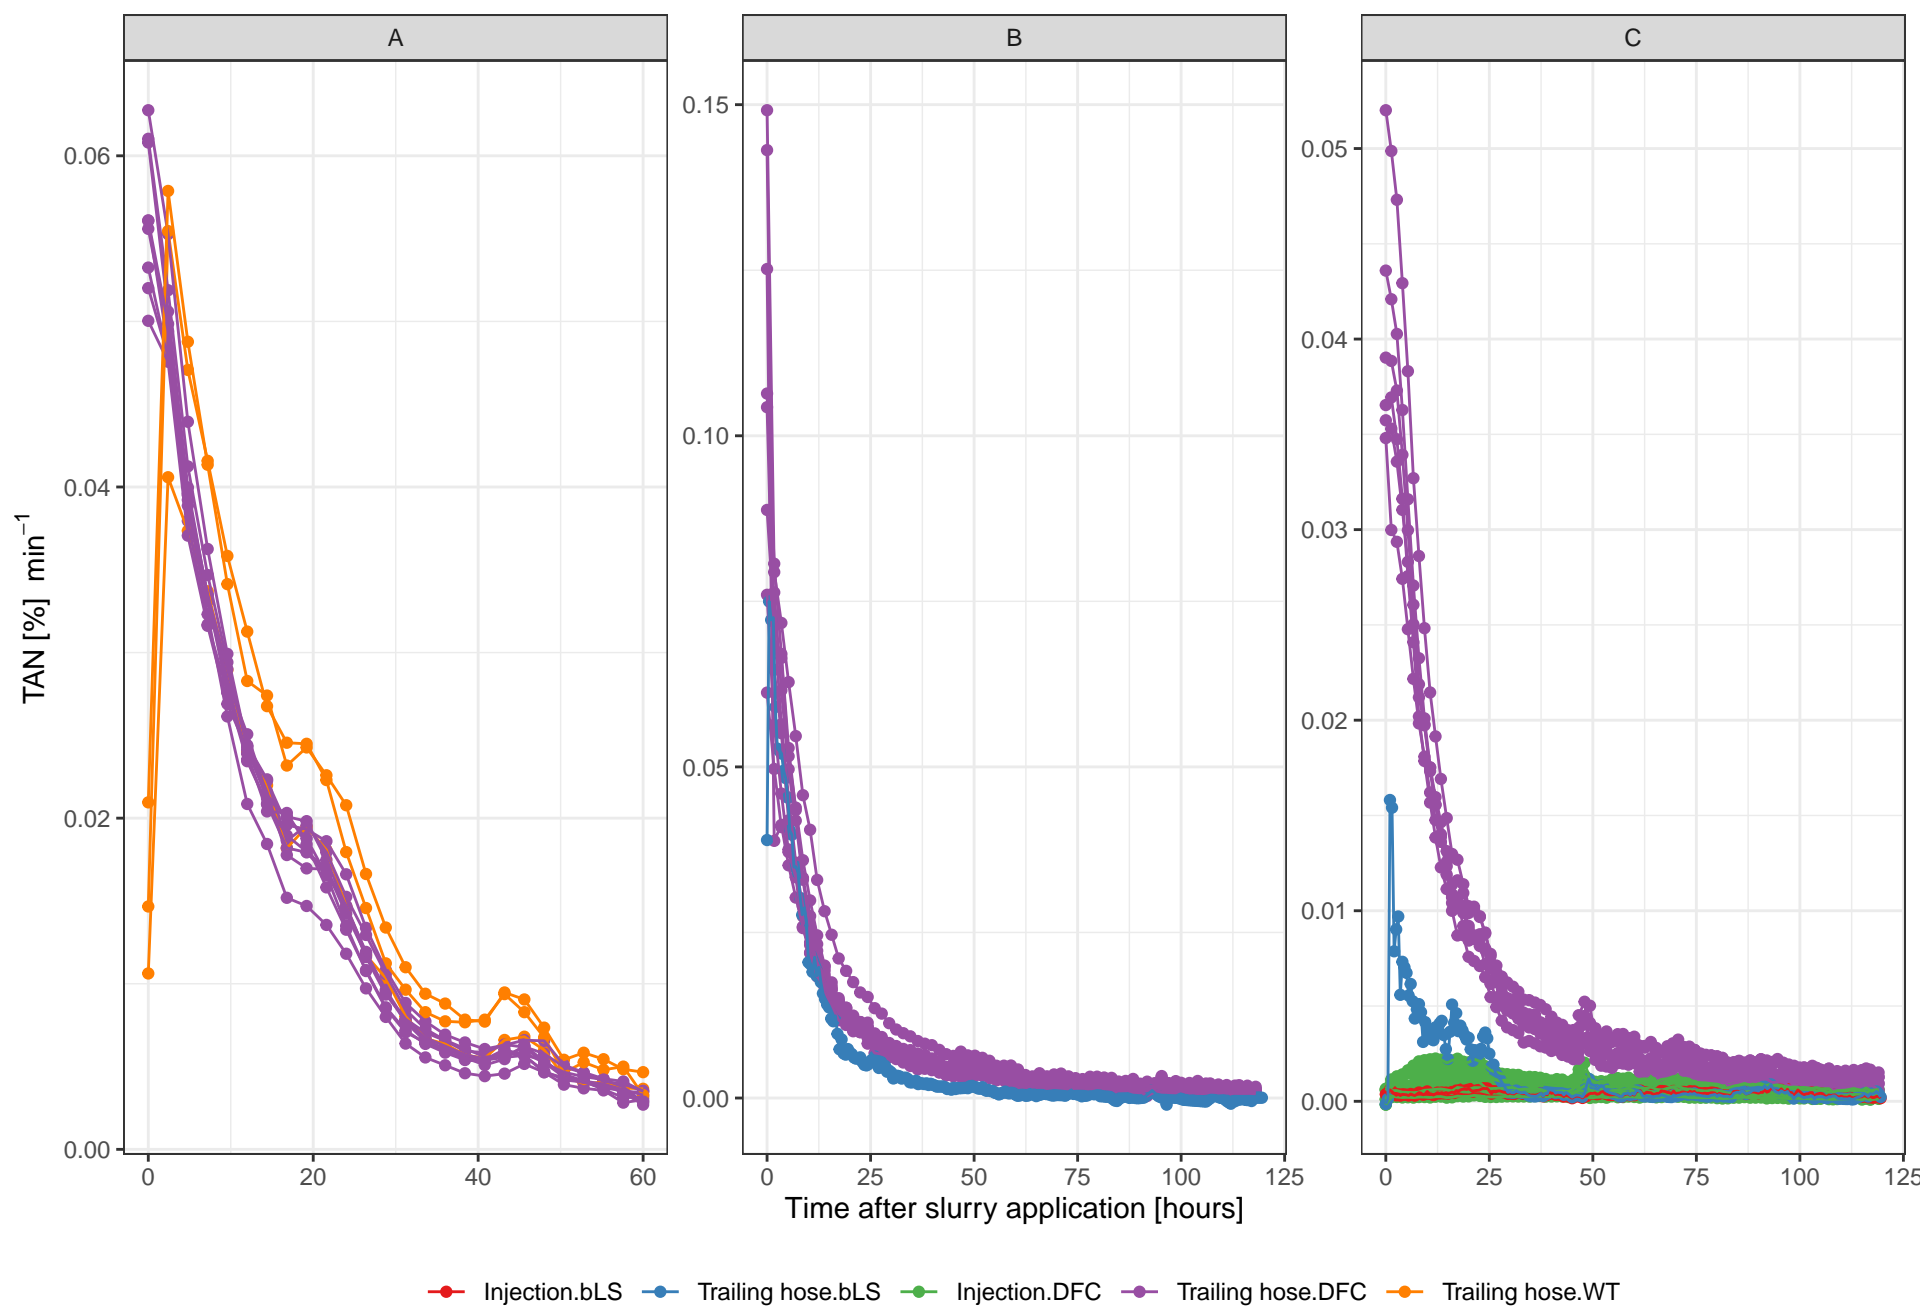 A B C
0.06
0.04
0.02
0.00
0.15
0.10
0.05
0.00
0.05
0.04
0.03
0.02
0.01
0.00
TAN [%] min⁻¹
0 20 40 60
0 25 50 75 100 125
0 25 50 75 100 125
Time after slurry application [hours]
Injection.bLS Trailing hose.bLS Injection.DFC Trailing hose.DFC Trailing hose.WT